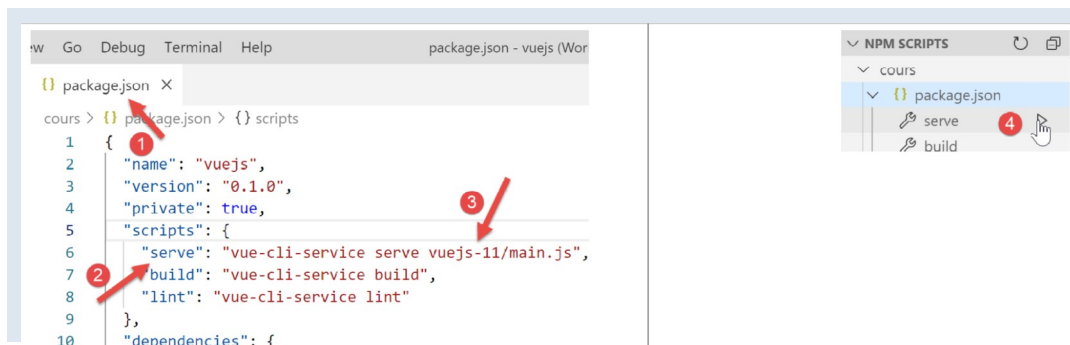 ew Go Debug Terminal Help package.json - vuejs (Wor
{} package.json ×
cours > {} package.json > {} scripts
1 {
1
2 "name": "vuejs",
3 "version": "0.1.0",
4 "private": true,
3
5 "scripts": {
6 "serve": "vue-cli-service serve vuejs-11/main.js",
7 "build": "vue-cli-service build",
2
8 "lint": "vue-cli-service lint"
9 },
10 "dependencies": {
NPM SCRIPTS
cours
{} package.json
serve
4
build